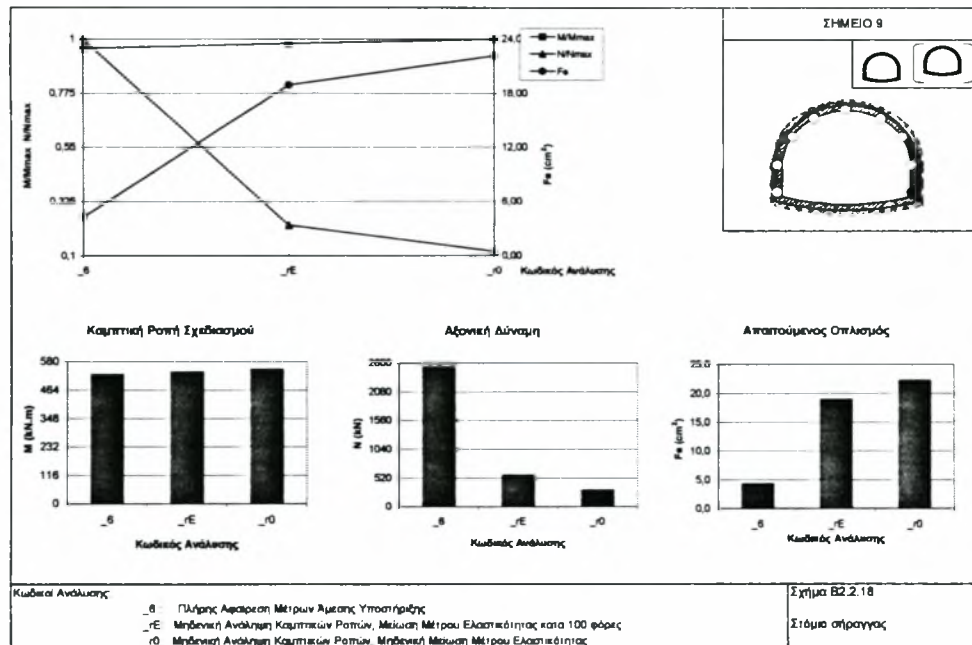 ΣΗΜΕΙΟ 9
M/Mmax
N/Nmax
Fe
M/Mmax N/Nmax
1
0,775
0,55
0,325
0,1
24,0
18,00
12,00
6,00
0,00
Fe (cm²)
_6
_rE
_r0
Κωδικός Ανάλυσης
Καμπτική Ροπή Σχεδιασμού
M (kN.m)
580
464
348
232
116
0
_6
_rE
_r0
Κωδικός Ανάλυσης
Αξονική Δύναμη
N (kN)
2600
2080
1560
1040
520
0
_6
_rE
_r0
Κωδικός Ανάλυσης
Απαιτούμενος Οπλισμός
Fe (cm²)
25,0
20,0
15,0
10,0
5,0
0,0
_6
_rE
_r0
Κωδικός Ανάλυσης
Κωδικοί Ανάλυσης:
_6 : Πλήρης Αφαίρεση Μέτρων Άμεσης Υποστήριξης
_rE: Μηδενική Ανάληψη Καμπτικών Ροπών, Μείωση Μέτρου Ελαστικότητας κατα 100 φόρες
_r0 Μηδενική Ανάληψη Καμπτικών Ροπών, Μηδενική Μείωση Μέτρου Ελαστικότητας
Σχήμα Β2.2.18
Στόμιο σήραγγας